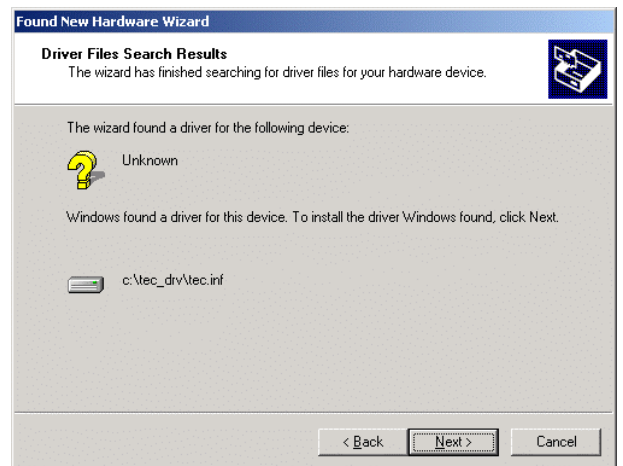 Found New Hardware Wizard
Driver Files Search Results
The wizard has finished searching for driver files for your hardware device.
The wizard found a driver for the following device:
Unknown
Windows found a driver for this device. To install the driver Windows found, click Next.
c:\tec_drv\tec.inf
< Back Next > Cancel